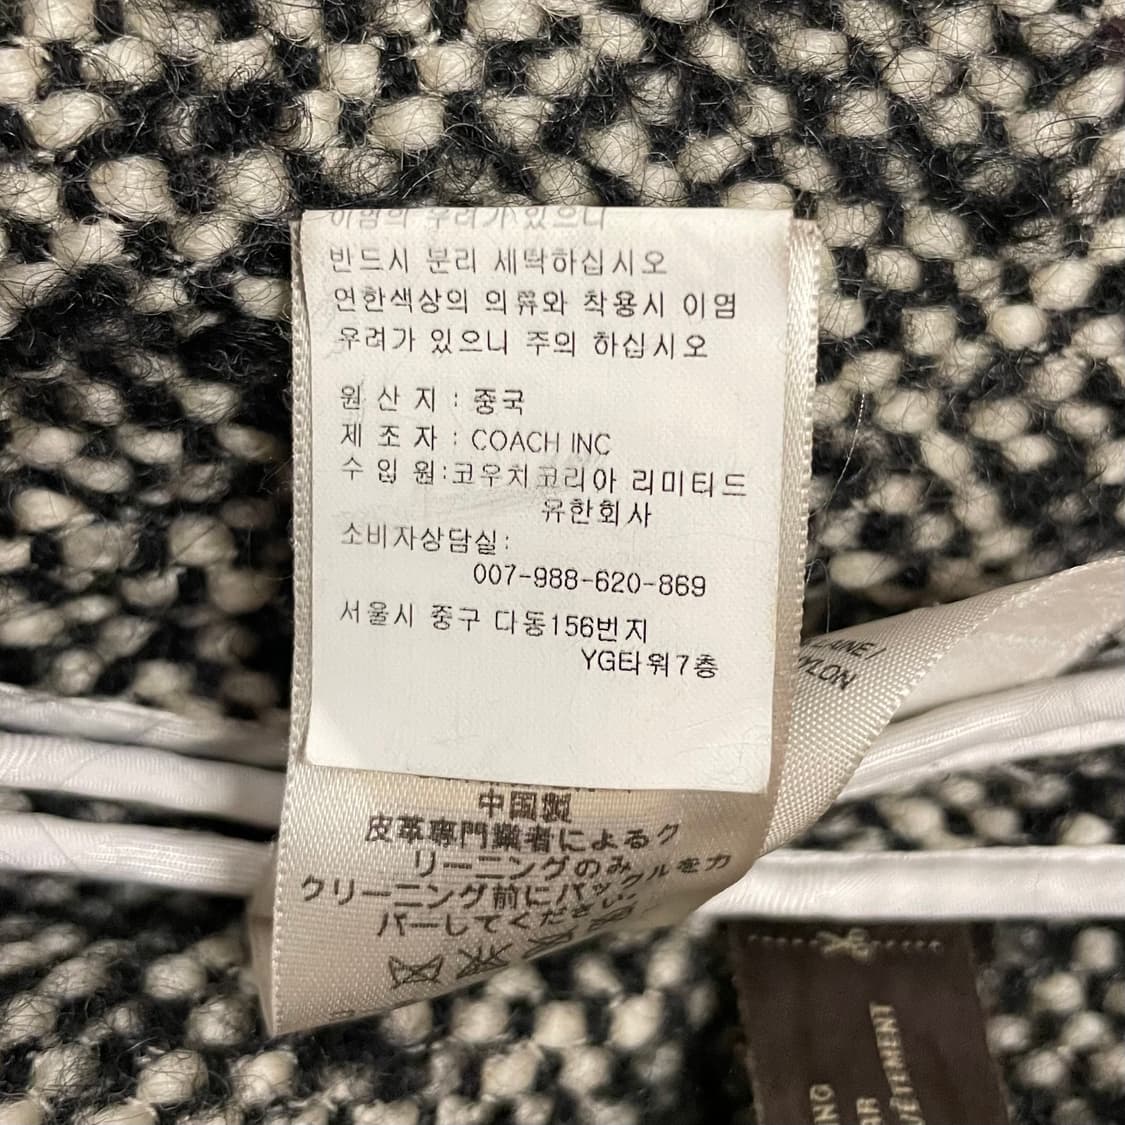 이염의 우려가 있으니
반드시 분리 세탁하십시오
연한색상의 의류와 착용시 이염
우려가 있으니 주의 하십시오
원 산 지 : 중국
제 조 자 : COACH INC
수 입 원:코우치코리아 리미티드
유한회사
소비자상담실:
007-988-620-869
서울시 중구 다동156번지
YG타워7층
中国製
皮革専門業者によるク
リーニングのみ
クリーニング前にバックルを カ
バーしてください。
VÊTEMENT